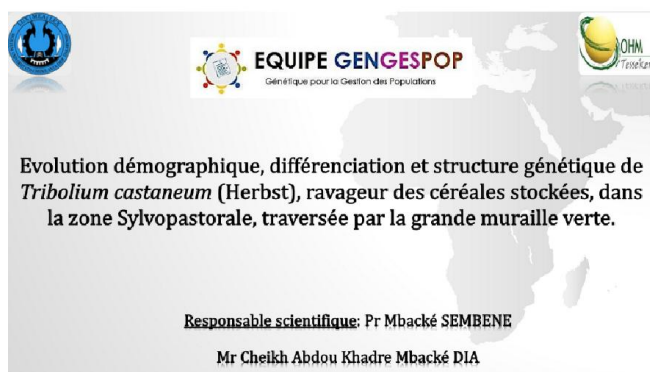 EQUIPE GENGESPOP
Génétique pour la Gestion des Populations
OHM
Tessekere
Evolution démographique, différenciation et structure génétique de
Tribolium castaneum (Herbst), ravageur des céréales stockées, dans
la zone Sylvopastorale, traversée par la grande muraille verte.
Responsable scientifique: Pr Mbacké SEMBENE
Mr Cheikh Abdou Khadre Mbacké DIA